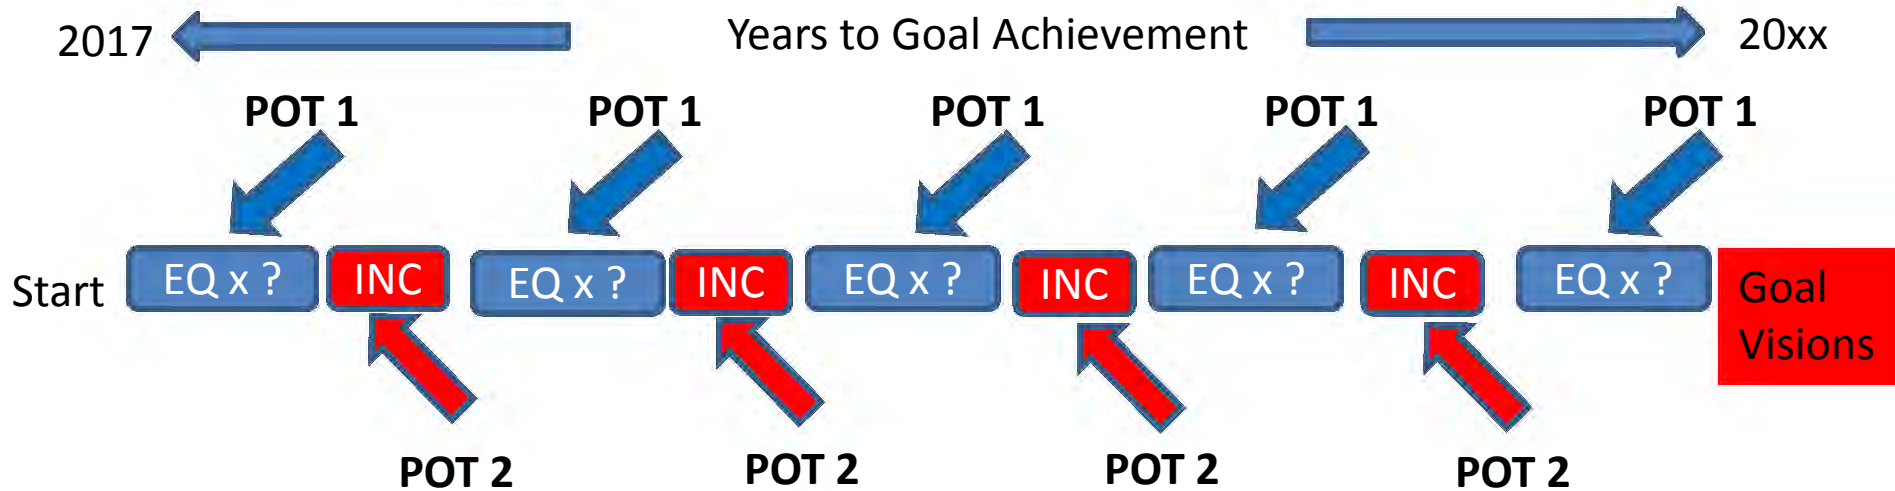 2017 Years to Goal Achievement 20xx
POT 1 POT 1 POT 1 POT 1 POT 1
Start EQ x ? INC EQ x ? INC EQ x ? INC EQ x ? INC EQ x ? Goal
Visions
POT 2 POT 2 POT 2 POT 2